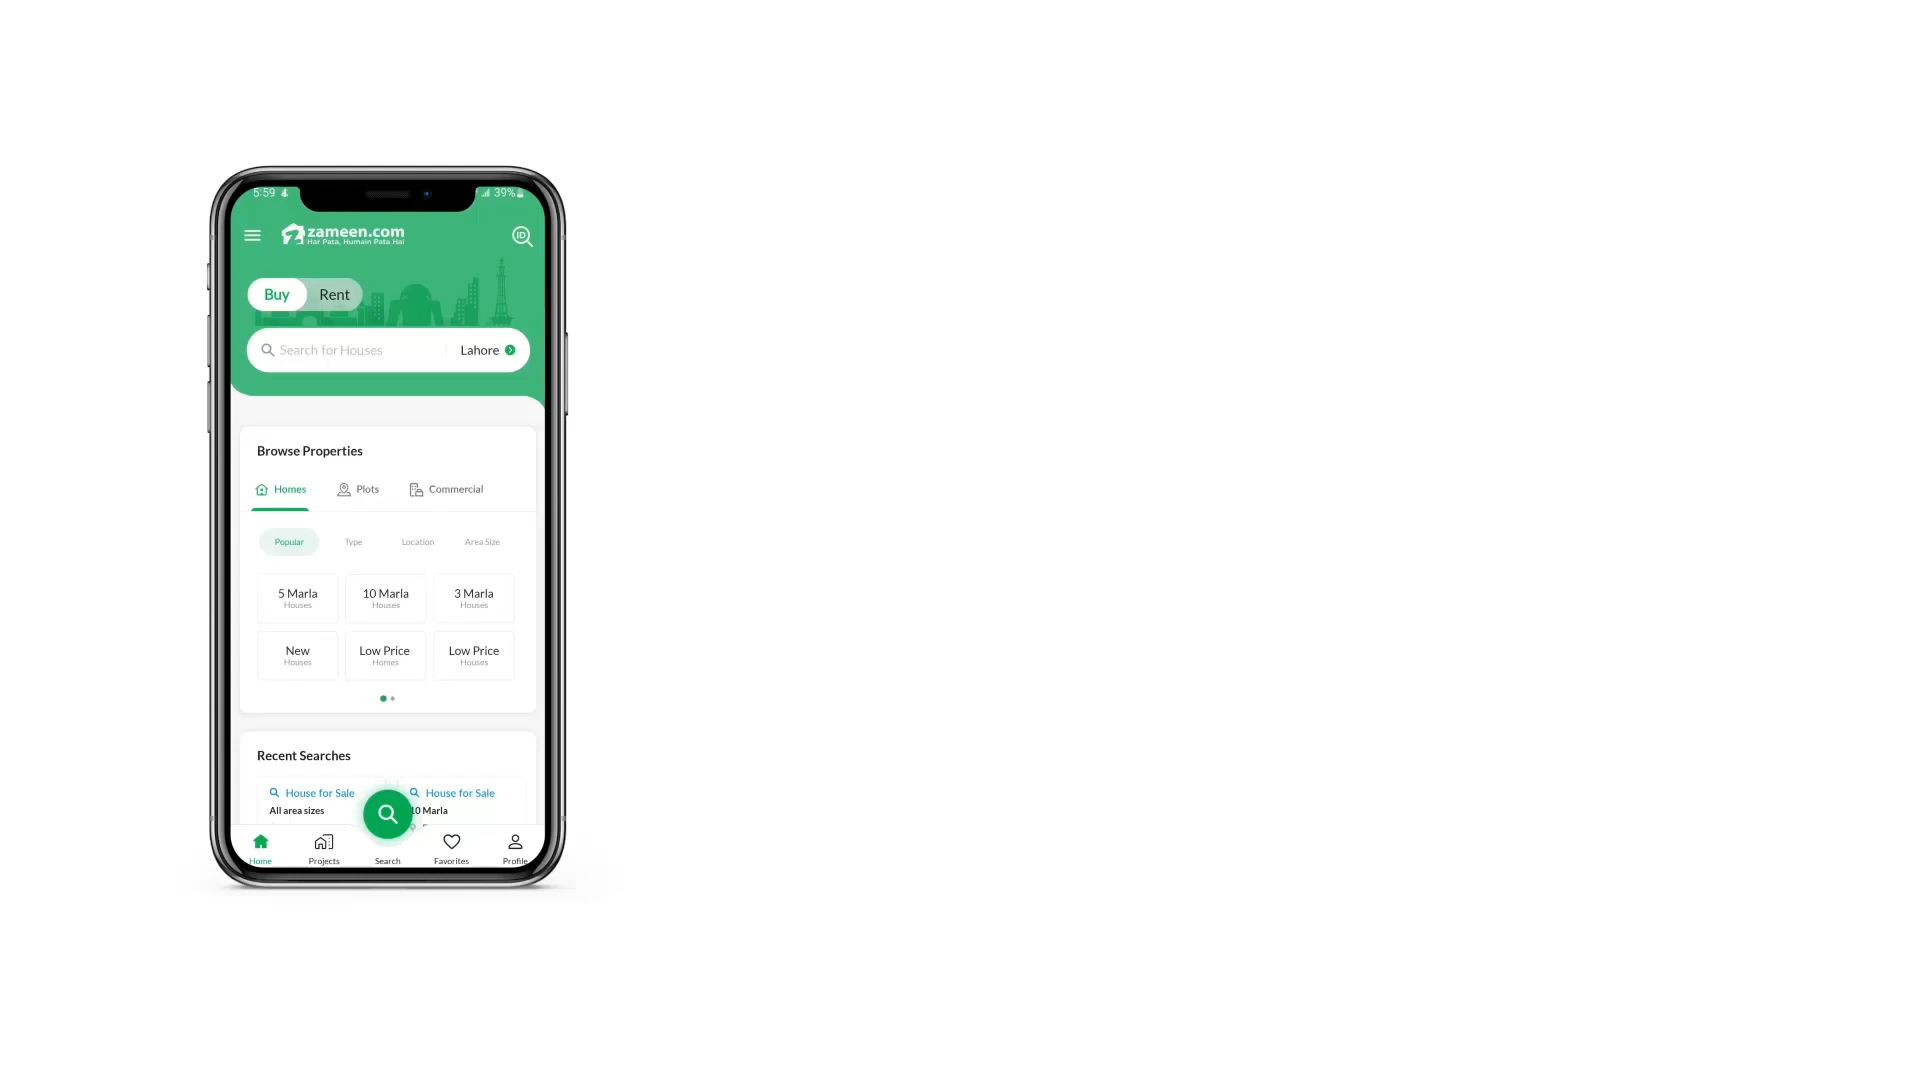 5:59
39%
zameen.com
Har Pata, Humain Pata Hai
ID
Buy Rent
Search for Houses Lahore
Browse Properties
Homes Plots Commercial
Popular Type Location Area Size
5 Marla 10 Marla 3 Marla
Houses Houses Houses
New Low Price Low Price
Houses Homes Houses
Recent Searches
House for Sale House for Sale
All area sizes 10 Marla
Home Projects Search Favorites Profile